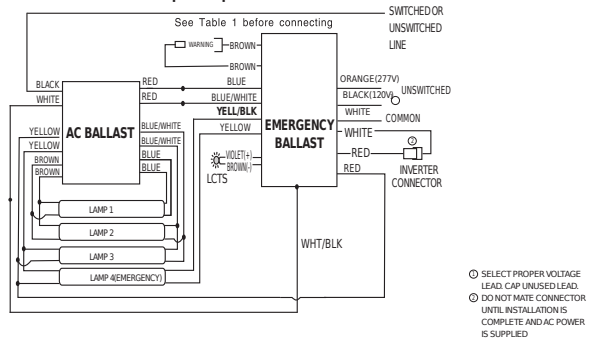 See Table 1 before connecting
SWITCHED OR
UNSWITCHED
LINE
WARNING
BROWN
BROWN
BLACK
WHITE
RED
RED
BLUE
BLUE/WHITE
YELL/BLK
YELLOW
ORANGE(277V)
BLACK(120V)
UNSWITCHED
WHITE
COMMON
WHITE
RED
RED
②
INVERTER
CONNECTOR
EMERGENCY
BALLAST
AC BALLAST
YELLOW
YELLOW
BROWN
BROWN
BLUE/WHITE
BLUE/WHITE
BLUE
BLUE
VIOLET(+)
BROWN(-)
LCTS
LAMP 1
LAMP 2
LAMP 3
LAMP 4(EMERGENCY)
WHT/BLK
① SELECT PROPER VOLTAGE
LEAD. CAP UNUSED LEAD.
② DO NOT MATE CONNECTOR
UNTIL INSTALLATION IS
COMPLETE AND AC POWER
IS SUPPLIED